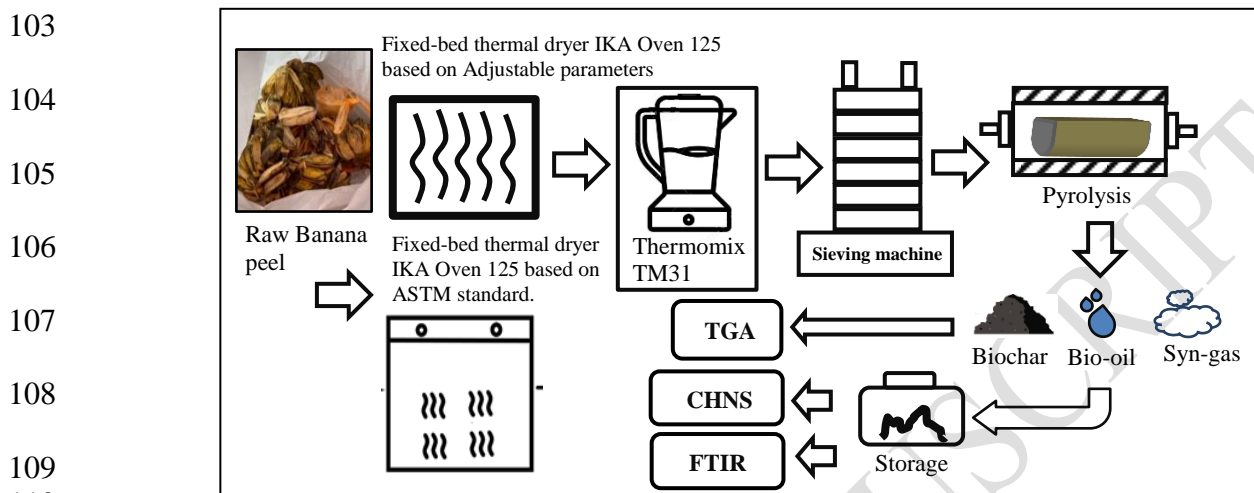 103
Fixed-bed thermal dryer IKA Oven 125
based on Adjustable parameters
104
105
Pyrolysis
106
Raw Banana
peel
Fixed-bed thermal dryer
IKA Oven 125 based on
ASTM standard.
Thermomix
TM31
Sieving machine
107
TGA
Biochar
Bio-oil
Syn-gas
108
CHNS
109
FTIR
Storage